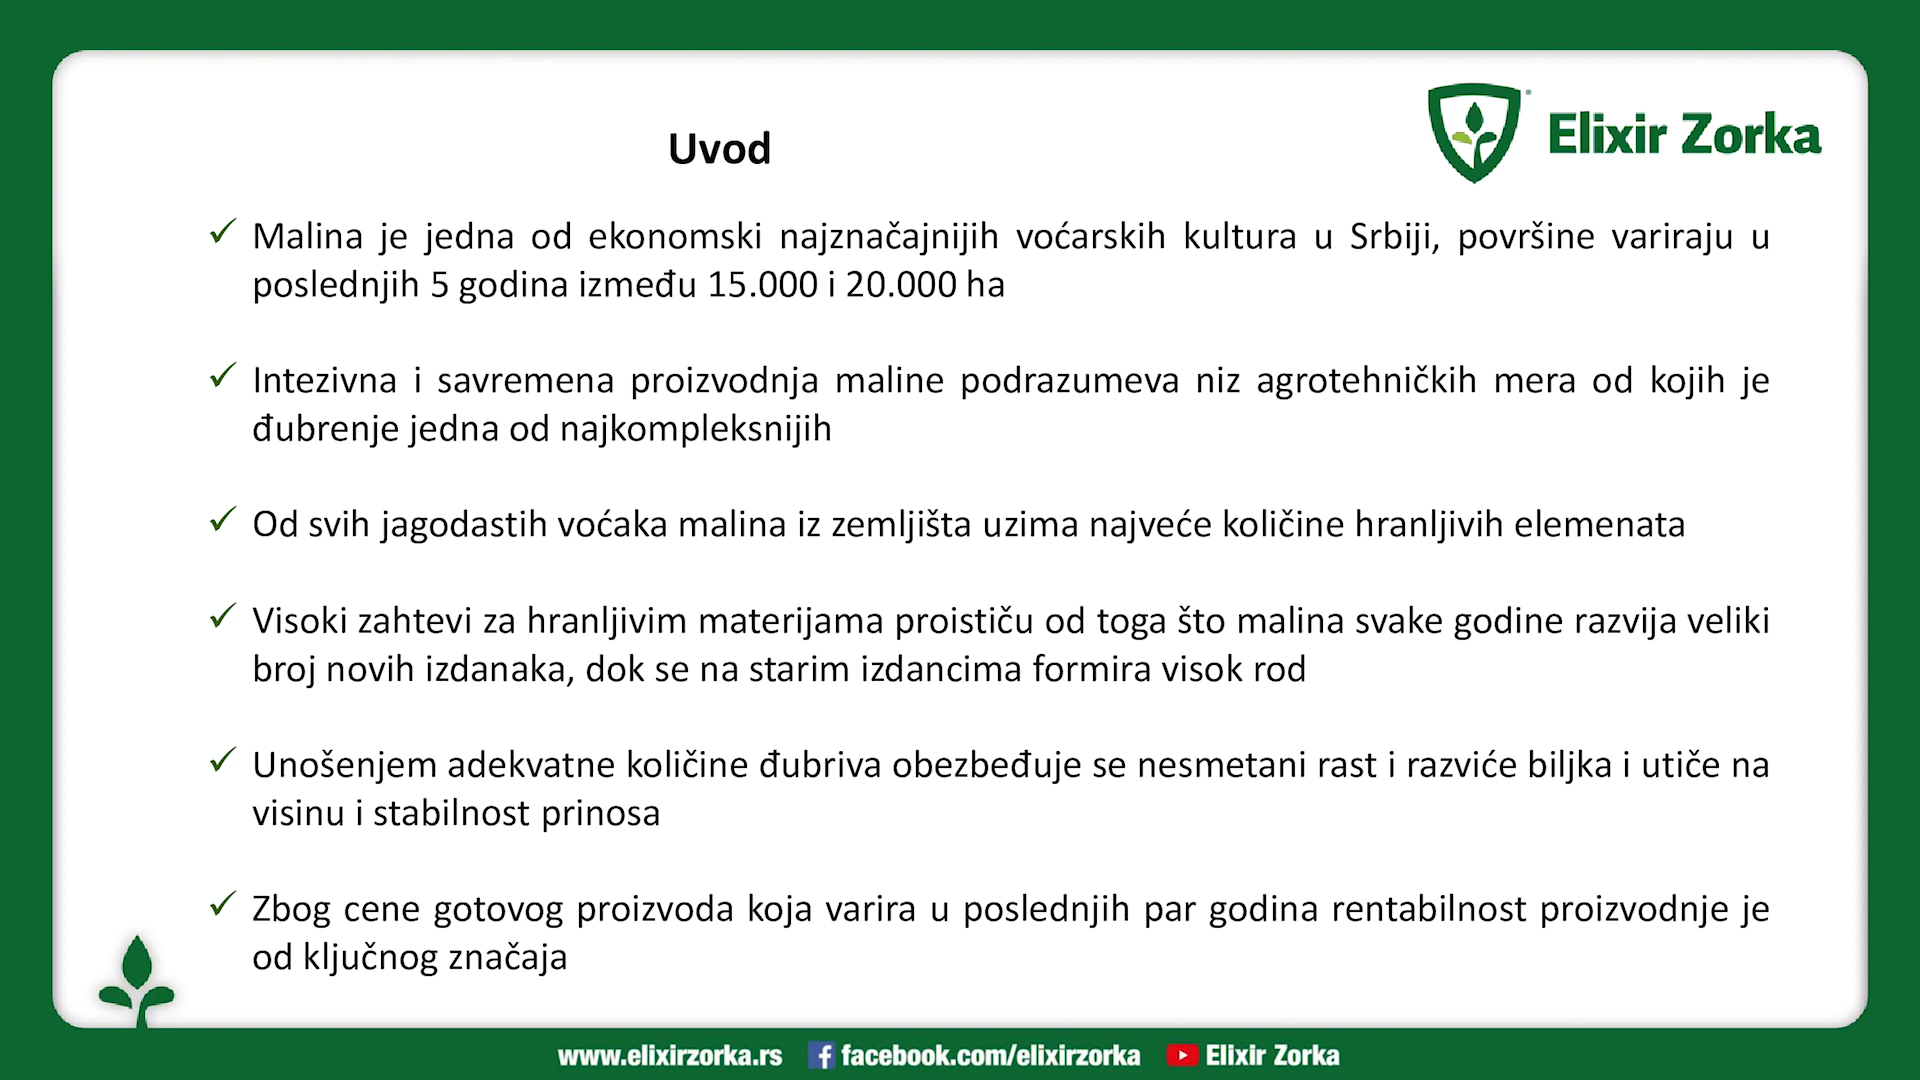 Elixir Zorka
Uvod
✓ Malina je jedna od ekonomski najznačajnijih voćarskih kultura u Srbiji, površine variraju u
poslednjih 5 godina između 15.000 i 20.000 ha
✓ Intezivna i savremena proizvodnja maline podrazumeva niz agrotehničkih mera od kojih je
đubrenje jedna od najkompleksnijih
✓ Od svih jagodastih voćaka malina iz zemljišta uzima najveće količine hranljivih elemenata
✓ Visoki zahtevi za hranljivim materijama proističu od toga što malina svake godine razvija veliki
broj novih izdanaka, dok se na starim izdancima formira visok rod
✓ Unošenjem adekvatne količine đubriva obezbeđuje se nesmetani rast i razviće biljka i utiče na
visinu i stabilnost prinosa
✓ Zbog cene gotovog proizvoda koja varira u poslednjih par godina rentabilnost proizvodnje je
od ključnog značaja
www.elixirzorka.rs facebook.com/elixirzorka Elixir Zorka